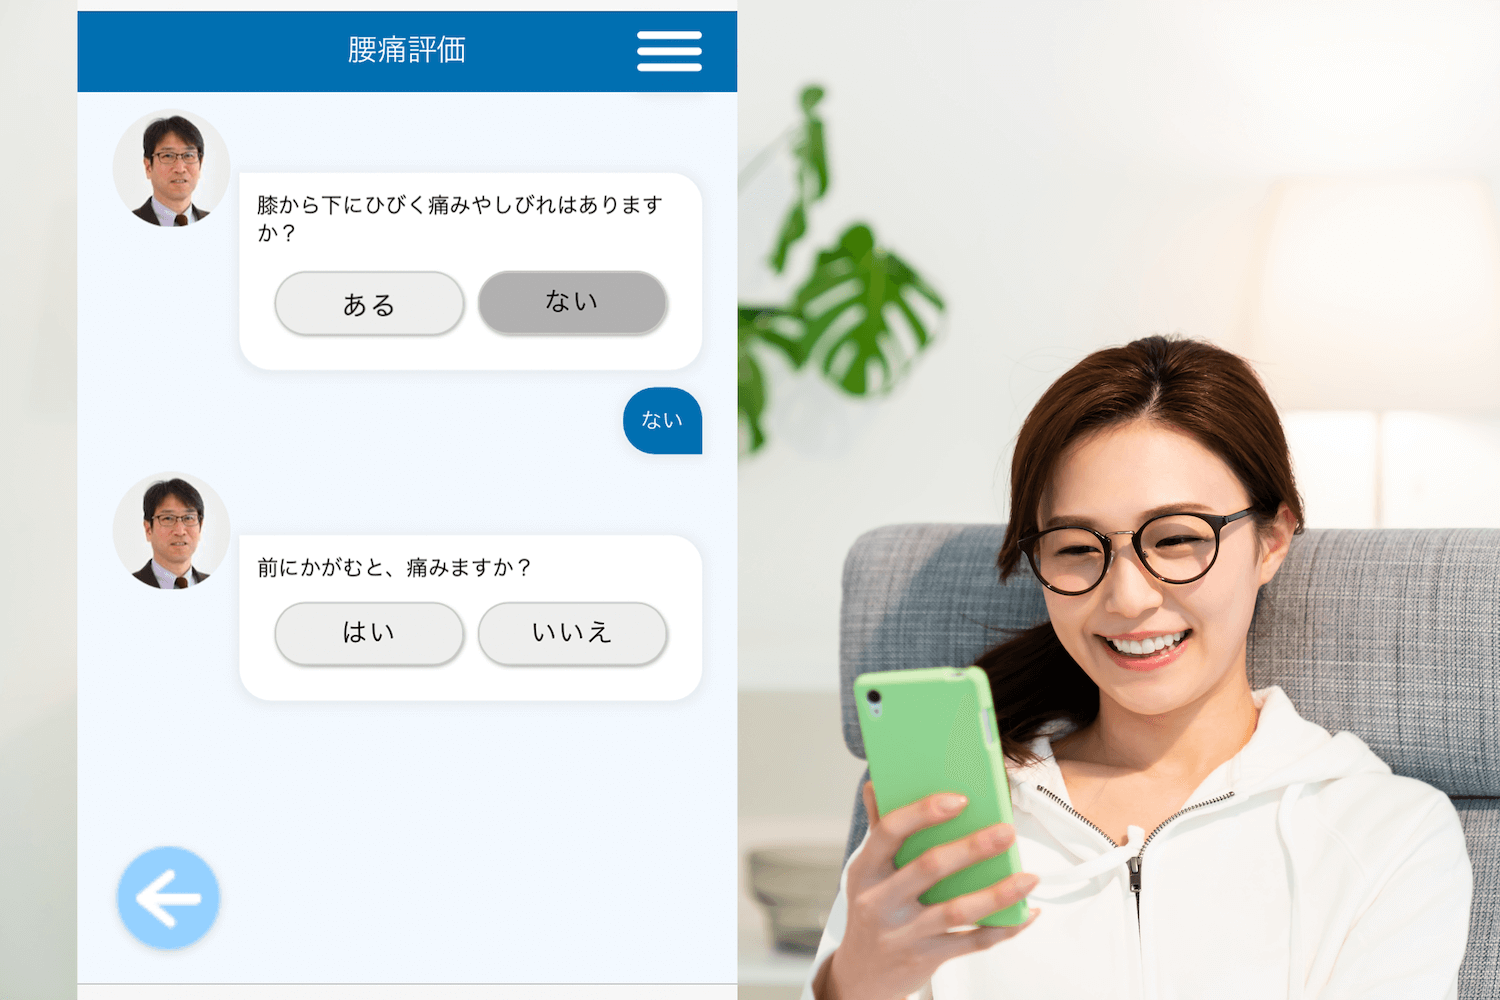 腰痛評価
膝から下にひびく痛みやしびれはあります
か？
ある
ない
ない
前にかがむと、痛みますか？
はい
いいえ